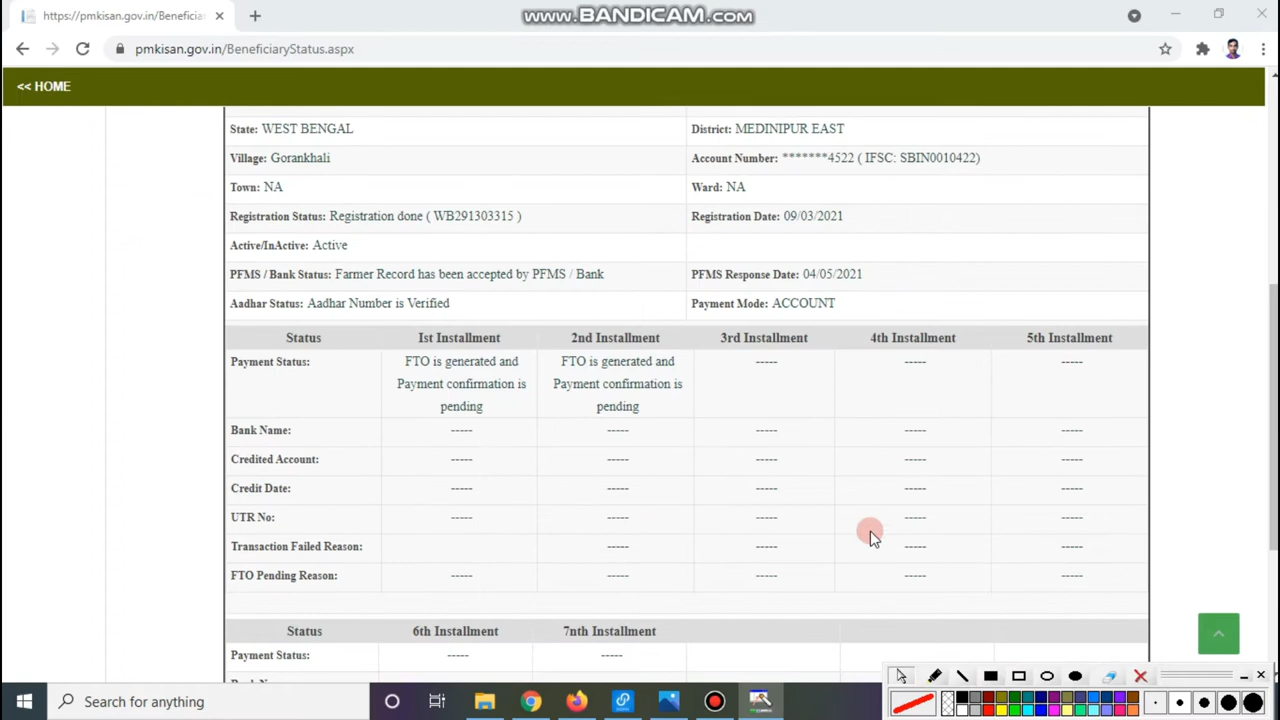 https://pmkisan.gov.in/Beneficia
www.BANDICAM.com
pmkisan.gov.in/BeneficiaryStatus.aspx
<< HOME
State: WEST BENGAL District: MEDINIPUR EAST
Village: Gorankhali Account Number: *******4522 ( IFSC: SBIN0010422)
Town: NA Ward: NA
Registration Status: Registration done ( WB291303315 ) Registration Date: 09/03/2021
Active/InActive: Active
PFMS / Bank Status: Farmer Record has been accepted by PFMS / Bank PFMS Response Date: 04/05/2021
Aadhar Status: Aadhar Number is Verified Payment Mode: ACCOUNT
Status Ist Installment 2nd Installment 3rd Installment 4th Installment 5th Installment
Payment Status: FTO is generated and FTO is generated and ----- ----- -----
Payment confirmation is Payment confirmation is
pending pending
Bank Name: ----- ----- ----- ----- -----
Credited Account: ----- ----- ----- ----- -----
Credit Date: ----- ----- ----- ----- -----
UTR No: ----- ----- ----- ----- -----
Transaction Failed Reason: ----- ----- ----- -----
FTO Pending Reason: ----- ----- ----- ----- -----
Status 6th Installment 7nth Installment
Payment Status: ----- -----
Search for anything